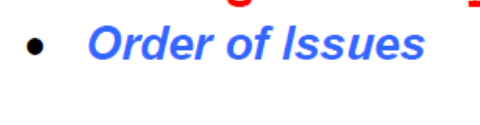 • Order of Issues